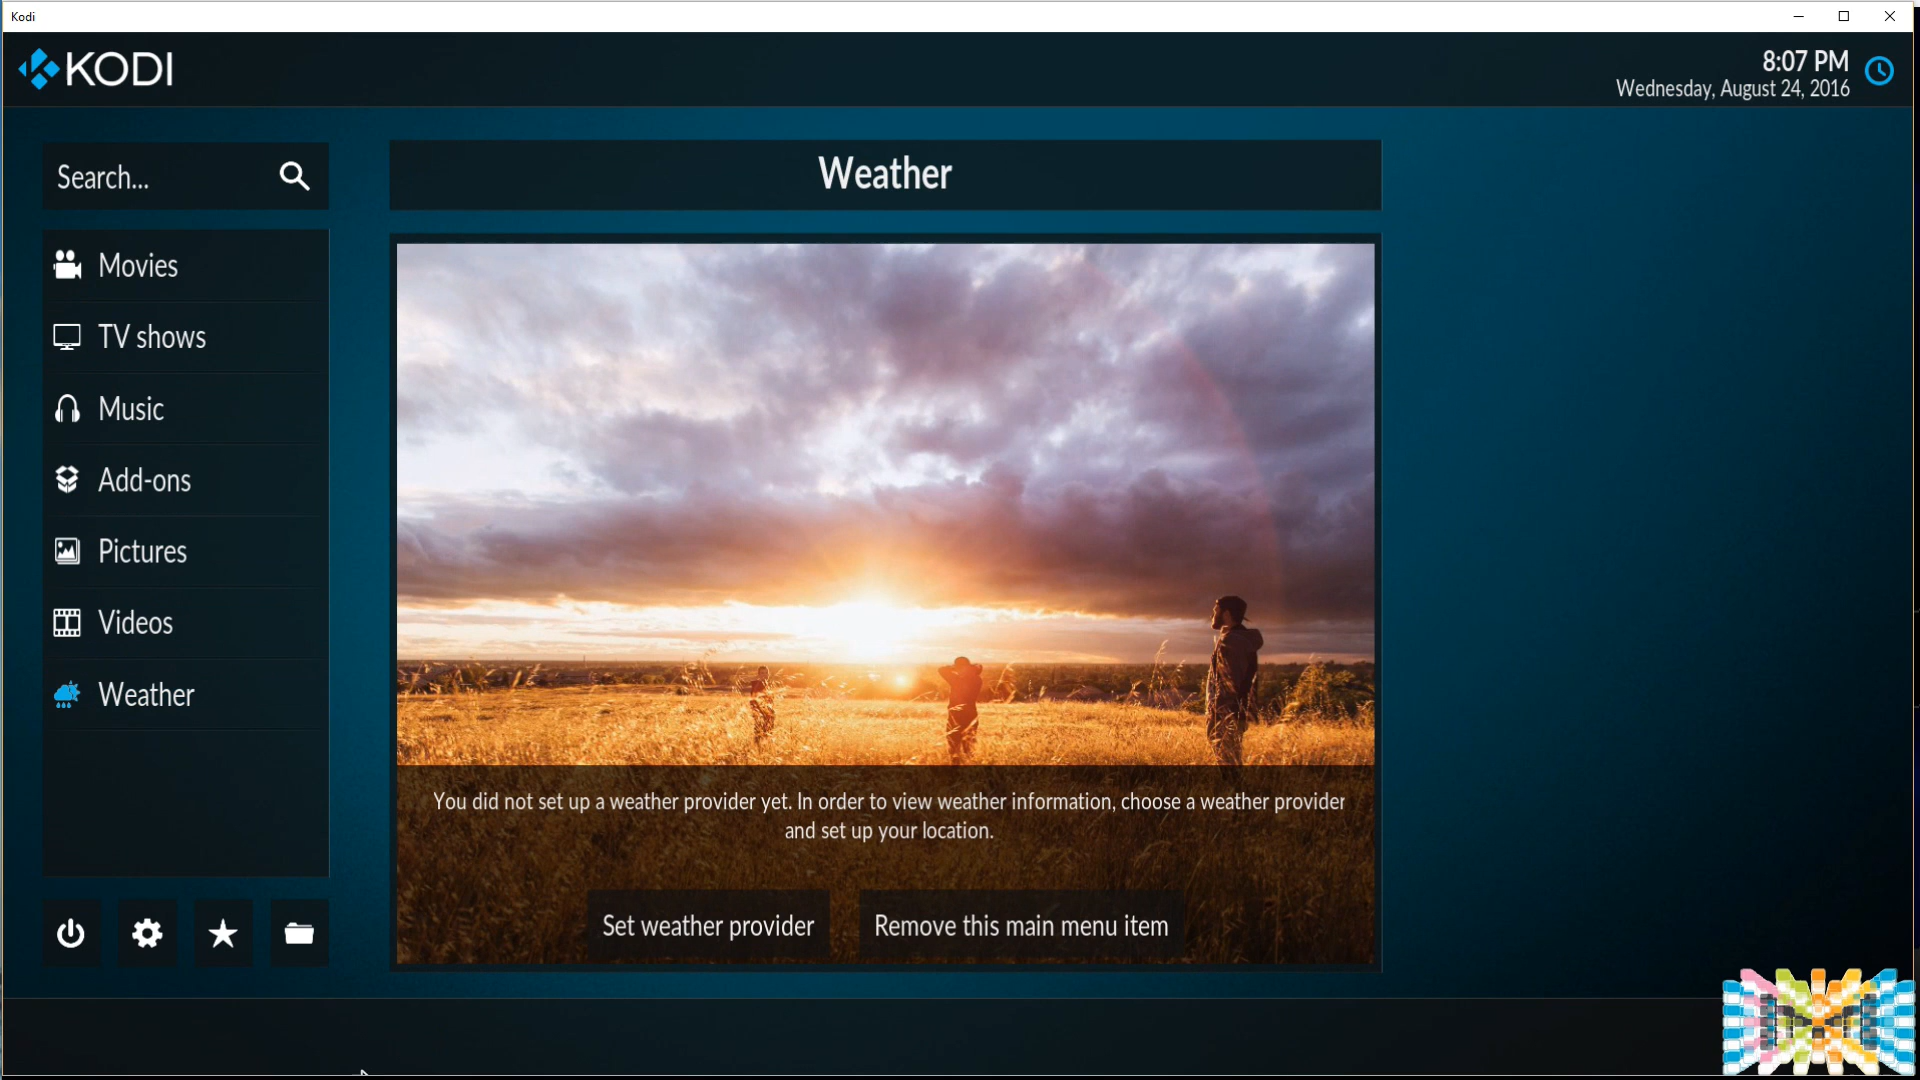 Kodi
KODI
8:07 PM
Wednesday, August 24, 2016
Search...
Weather
Movies
TV shows
Music
Add-ons
Pictures
Videos
Weather
You did not set up a weather provider yet. In order to view weather information, choose a weather provider
and set up your location.
Set weather provider
Remove this main menu item